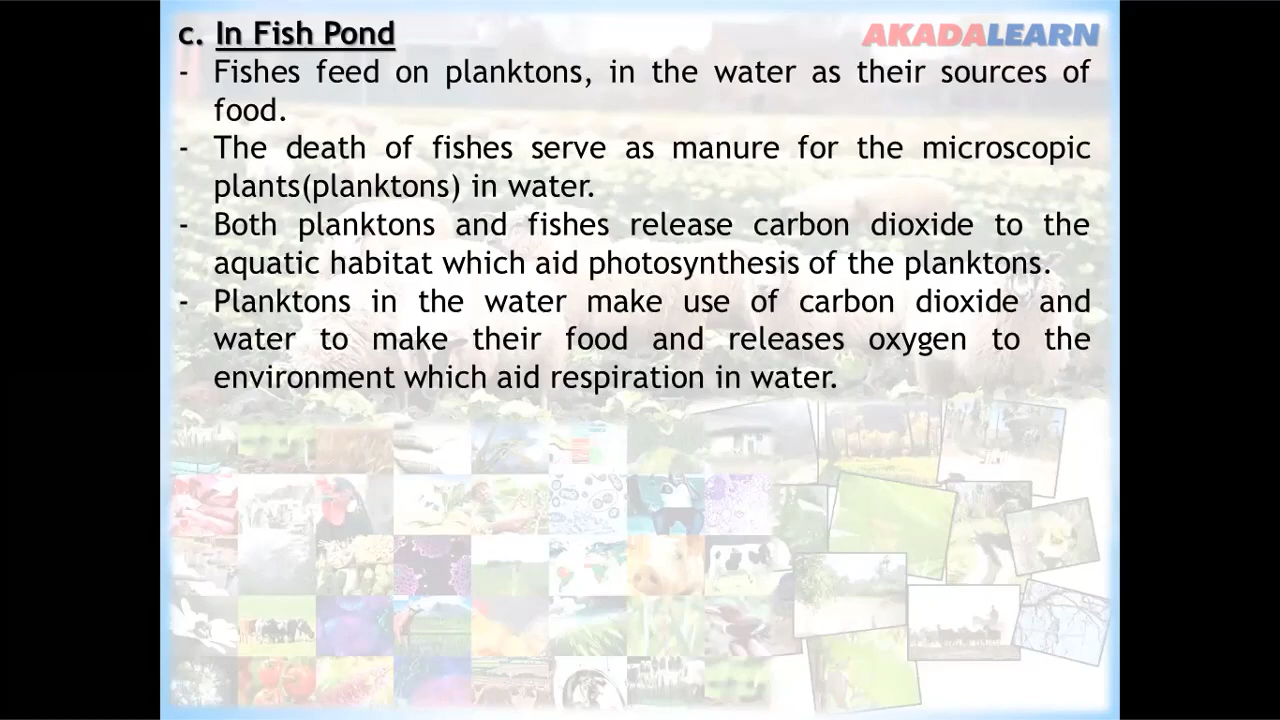 c. In Fish Pond
AKADALEARN
- Fishes feed on planktons, in the water as their sources of
food.
- The death of fishes serve as manure for the microscopic
plants(planktons) in water.
- Both planktons and fishes release carbon dioxide to the
aquatic habitat which aid photosynthesis of the planktons.
- Planktons in the water make use of carbon dioxide and
water to make their food and releases oxygen to the
environment which aid respiration in water.